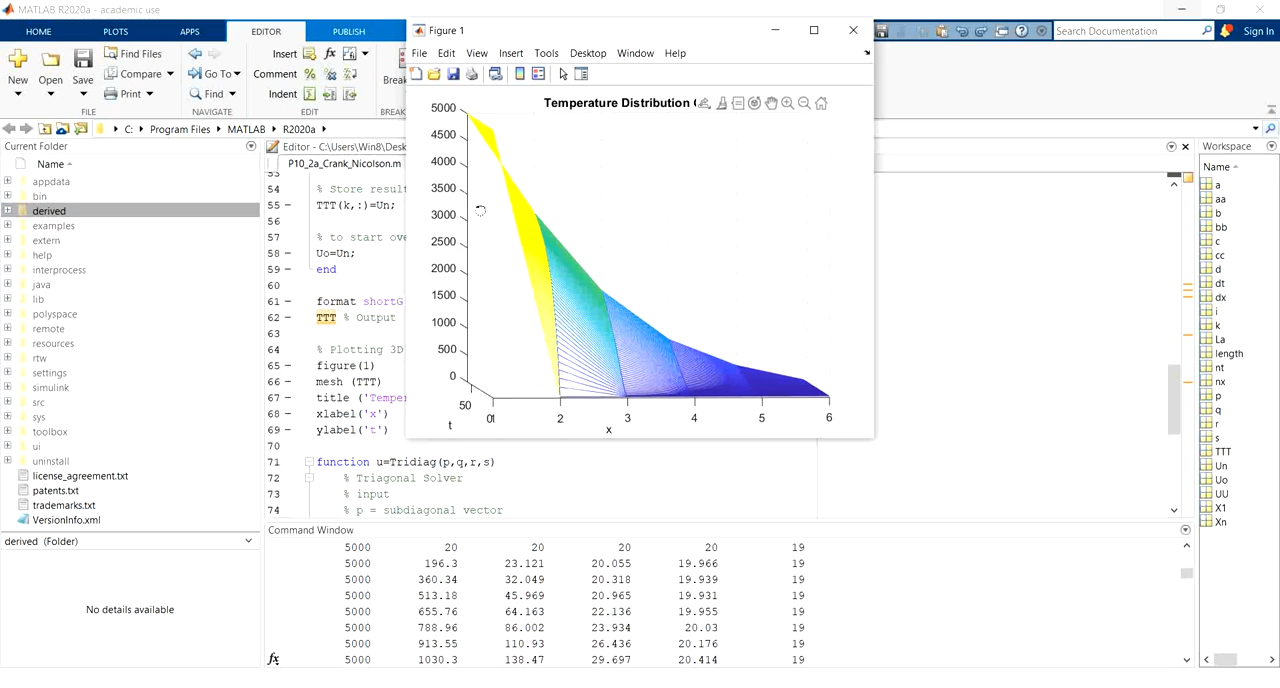 MATLAB R2020a - academic use
HOME PLOTS APPS EDITOR PUBLISH
Search Documentation Sign In
New Open Save
Find Files
Compare
Print
Go To
Find
Insert
Comment
Indent
Break
FILE NAVIGATE EDIT BREAK
C: Program Files MATLAB R2020a
Current Folder
Name
appdata
bin
derived
examples
extern
help
interprocess
java
lib
polyspace
remote
resources
rtw
settings
simulink
src
sys
toolbox
ui
uninstall
license_agreement.txt
patents.txt
trademarks.txt
VersionInfo.xml
derived (Folder)
No details available
Editor - C:\Users\Win8\Desk
P10_2a_Crank_Nicolson.m
53
54 % Store result
55 – TTT(k,:)=Un;
56
57 % to start ove
58 – Uo=Un;
59 – end
60
61 – format shortG
62 – TTT % Output
63
64 % Plotting 3D
65 – figure(1)
66 – mesh (TTT)
67 – title ('Temper
68 – xlabel('x')
69 – ylabel('t')
70
71 function u=Tridiag(p,q,r,s)
72 % Triagonal Solver
73 % input
74 % p = subdiagonal vector
Figure 1
File Edit View Insert Tools Desktop Window Help
Temperature Distribution (
5000
4500
4000
3500
3000
2500
2000
1500
1000
500
0
50 0 1 2 3 4 5 6
t x
Command Window
5000 20 20 20 20 19
5000 196.3 23.121 20.055 19.966 19
5000 360.34 32.049 20.318 19.939 19
5000 513.18 45.969 20.965 19.931 19
5000 655.76 64.163 22.136 19.955 19
5000 788.96 86.002 23.934 20.03 19
5000 913.55 110.93 26.436 20.176 19
5000 1030.3 138.47 29.697 20.414 19
fx
Workspace
Name
a
aa
b
bb
c
cc
d
dt
dx
i
k
La
length
nt
nx
p
q
r
s
TTT
Un
Uo
UU
X1
Xn